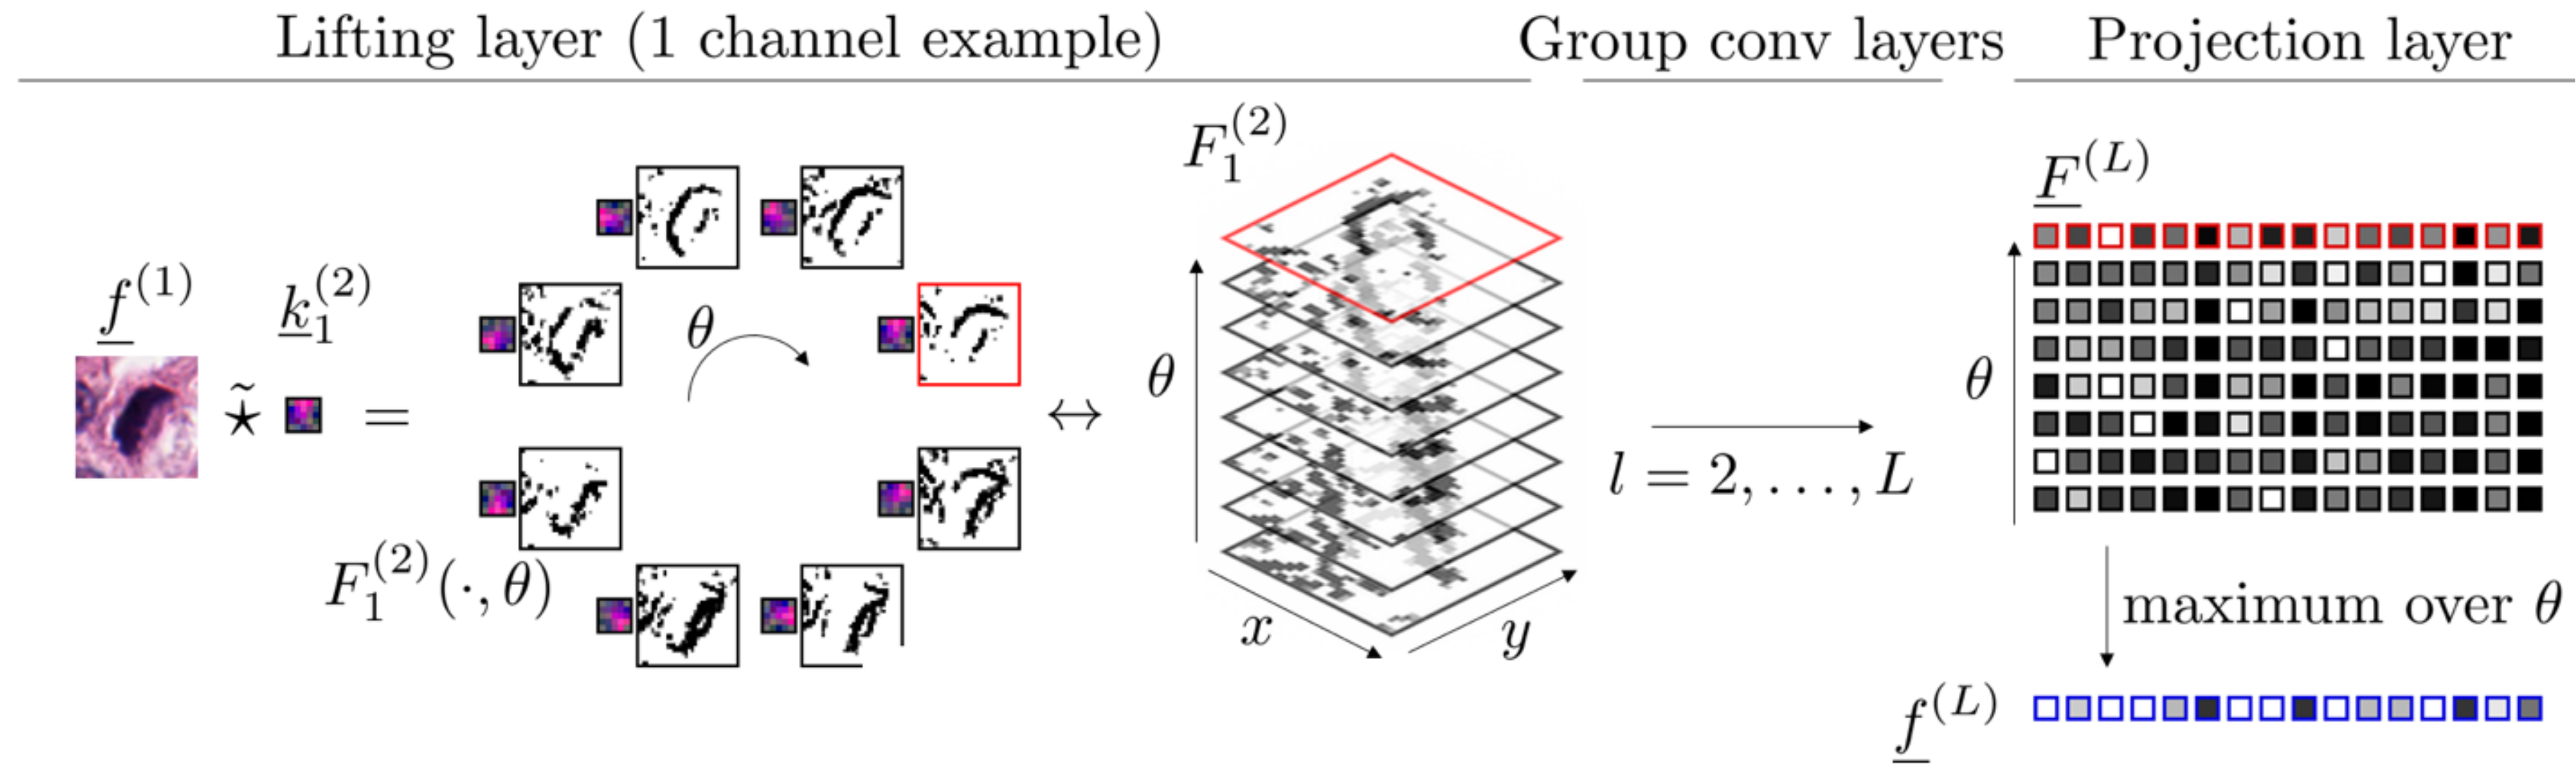 Lifting layer (1 channel example)
Group conv layers
Projection layer
f^(1)
⋆̃
k_1^(2)
=
θ
F_1^(2)(·, θ)
↔
F_1^(2)
θ
x
y
l = 2, . . . , L
F^(L)
θ
maximum over θ
f^(L)